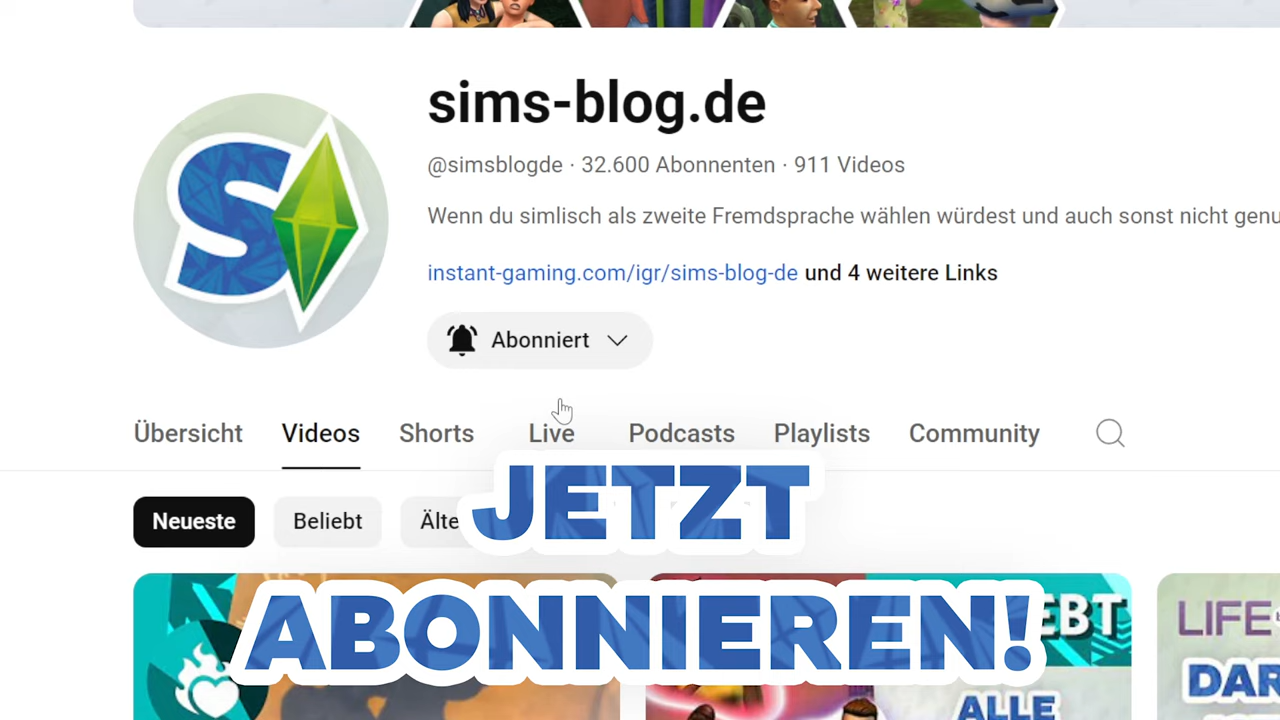 sims-blog.de
@simsblogde · 32.600 Abonnenten · 911 Videos
Wenn du simlisch als zweite Fremdsprache wählen würdest und auch sonst nicht
instant-gaming.com/igr/sims-blog-de und 4 weitere Links
Abonniert
Übersicht Videos Shorts Live Podcasts Playlists Community
Neueste Beliebt
JETZT
ABONNIEREN!
LIFE
ALLE